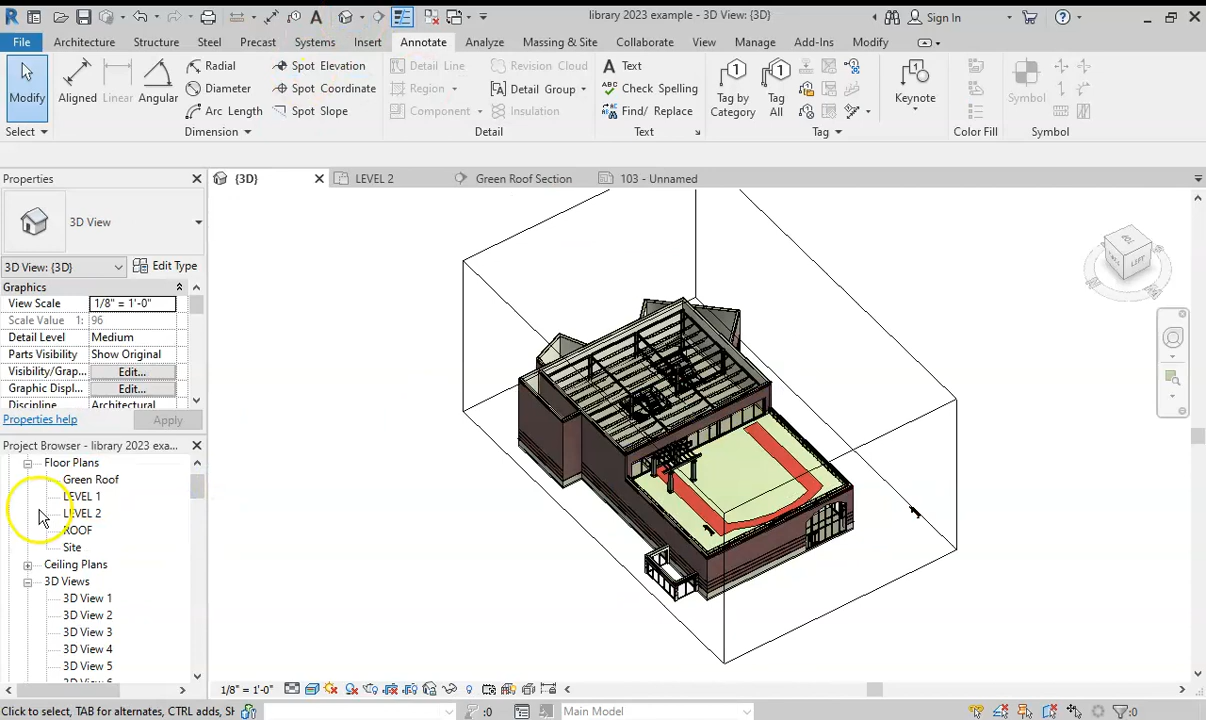 library 2023 example - 3D View: {3D}
Sign In
File Architecture Structure Steel Precast Systems Insert Annotate Analyze Massing & Site Collaborate View Manage Add-Ins Modify
Modify
Aligned
Linear
Angular
Radial
Diameter
Arc Length
Spot Elevation
Spot Coordinate
Spot Slope
Detail Line
Region
Component
Revision Cloud
Detail Group
Insulation
Text
Check Spelling
Find/ Replace
Tag by
Category
Tag
All
Keynote
Symbol
Select
Dimension
Detail
Text
Tag
Color Fill
Symbol
Properties
{3D}
LEVEL 2
Green Roof Section
103 - Unnamed
3D View
3D View: {3D}
Edit Type
Graphics
View Scale 1/8" = 1'-0"
Scale Value 1: 96
Detail Level Medium
Parts Visibility Show Original
Visibility/Grap... Edit...
Graphic Displ... Edit...
Discipline Architectural
Properties help
Apply
Project Browser - library 2023 exa...
Floor Plans
Green Roof
LEVEL 1
LEVEL 2
ROOF
Site
Ceiling Plans
3D Views
3D View 1
3D View 2
3D View 3
3D View 4
3D View 5
LEFT
1/8" = 1'-0"
Click to select, TAB for alternates, CTRL adds, SH
:0
Main Model
:0